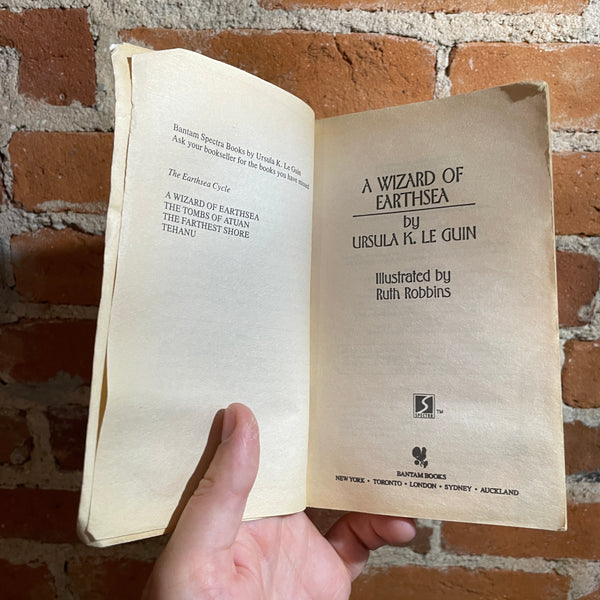 Bantam Spectra Books by Ursula K. Le Guin
Ask your bookseller for the books you have missed
The Earthsea Cycle
A WIZARD OF EARTHSEA
THE TOMBS OF ATUAN
THE FARTHEST SHORE
TEHANU
A WIZARD OF
EARTHSEA
by
URSULA K. LE GUIN
Illustrated by
Ruth Robbins
S
SPECTRA
TM
BANTAM BOOKS
NEW YORK • TORONTO • LONDON • SYDNEY • AUCKLAND